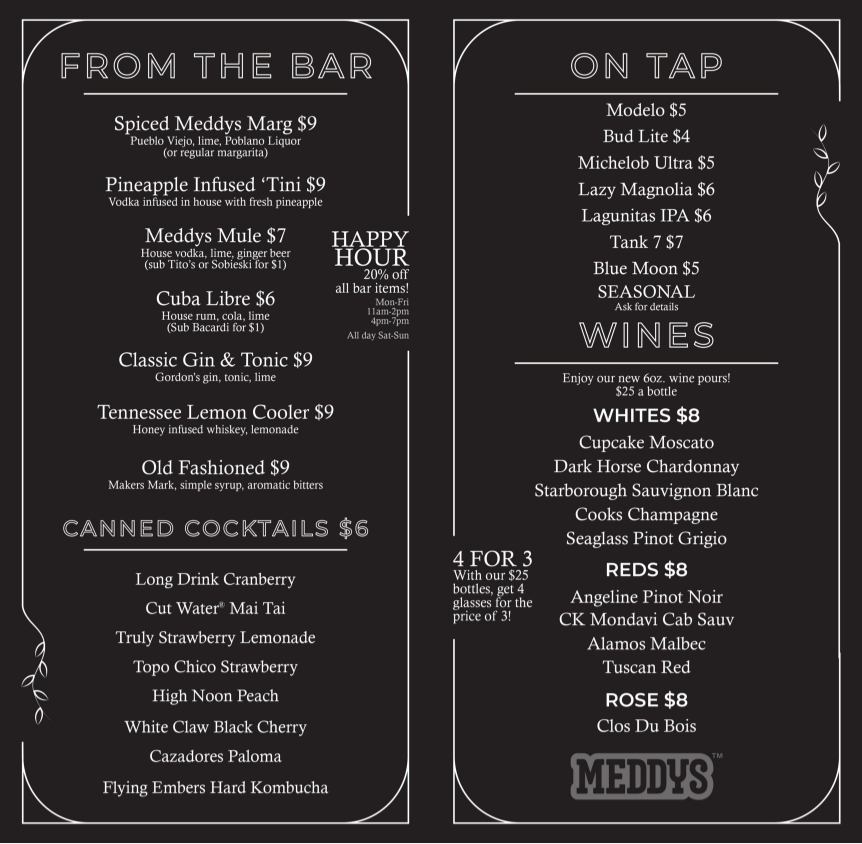 FROM THE BAR
Spiced Meddys Marg $9
Pueblo Viejo, lime, Poblano Liquor
(or regular margarita)
Pineapple Infused ‘Tini $9
Vodka infused in house with fresh pineapple
Meddys Mule $7
House vodka, lime, ginger beer
(sub Tito's or Sobieski for $1)
Cuba Libre $6
House rum, cola, lime
(Sub Bacardi for $1)
Classic Gin & Tonic $9
Gordon's gin, tonic, lime
Tennessee Lemon Cooler $9
Honey infused whiskey, lemonade
Old Fashioned $9
Makers Mark, simple syrup, aromatic bitters
HAPPY
HOUR
20% off
all bar items!
Mon-Fri
11am-2pm
4pm-7pm
All day Sat-Sun
CANNED COCKTAILS $6
Long Drink Cranberry
Cut Water® Mai Tai
Truly Strawberry Lemonade
Topo Chico Strawberry
High Noon Peach
White Claw Black Cherry
Cazadores Paloma
Flying Embers Hard Kombucha
ON TAP
Modelo $5
Bud Lite $4
Michelob Ultra $5
Lazy Magnolia $6
Lagunitas IPA $6
Tank 7 $7
Blue Moon $5
SEASONAL
Ask for details
WINES
Enjoy our new 6oz. wine pours!
$25 a bottle
WHITES $8
Cupcake Moscato
Dark Horse Chardonnay
Starborough Sauvignon Blanc
Cooks Champagne
Seaglass Pinot Grigio
4 FOR 3
With our $25
bottles, get 4
glasses for the
price of 3!
REDS $8
Angeline Pinot Noir
CK Mondavi Cab Sauv
Alamos Malbec
Tuscan Red
ROSE $8
Clos Du Bois
MEDDYS™